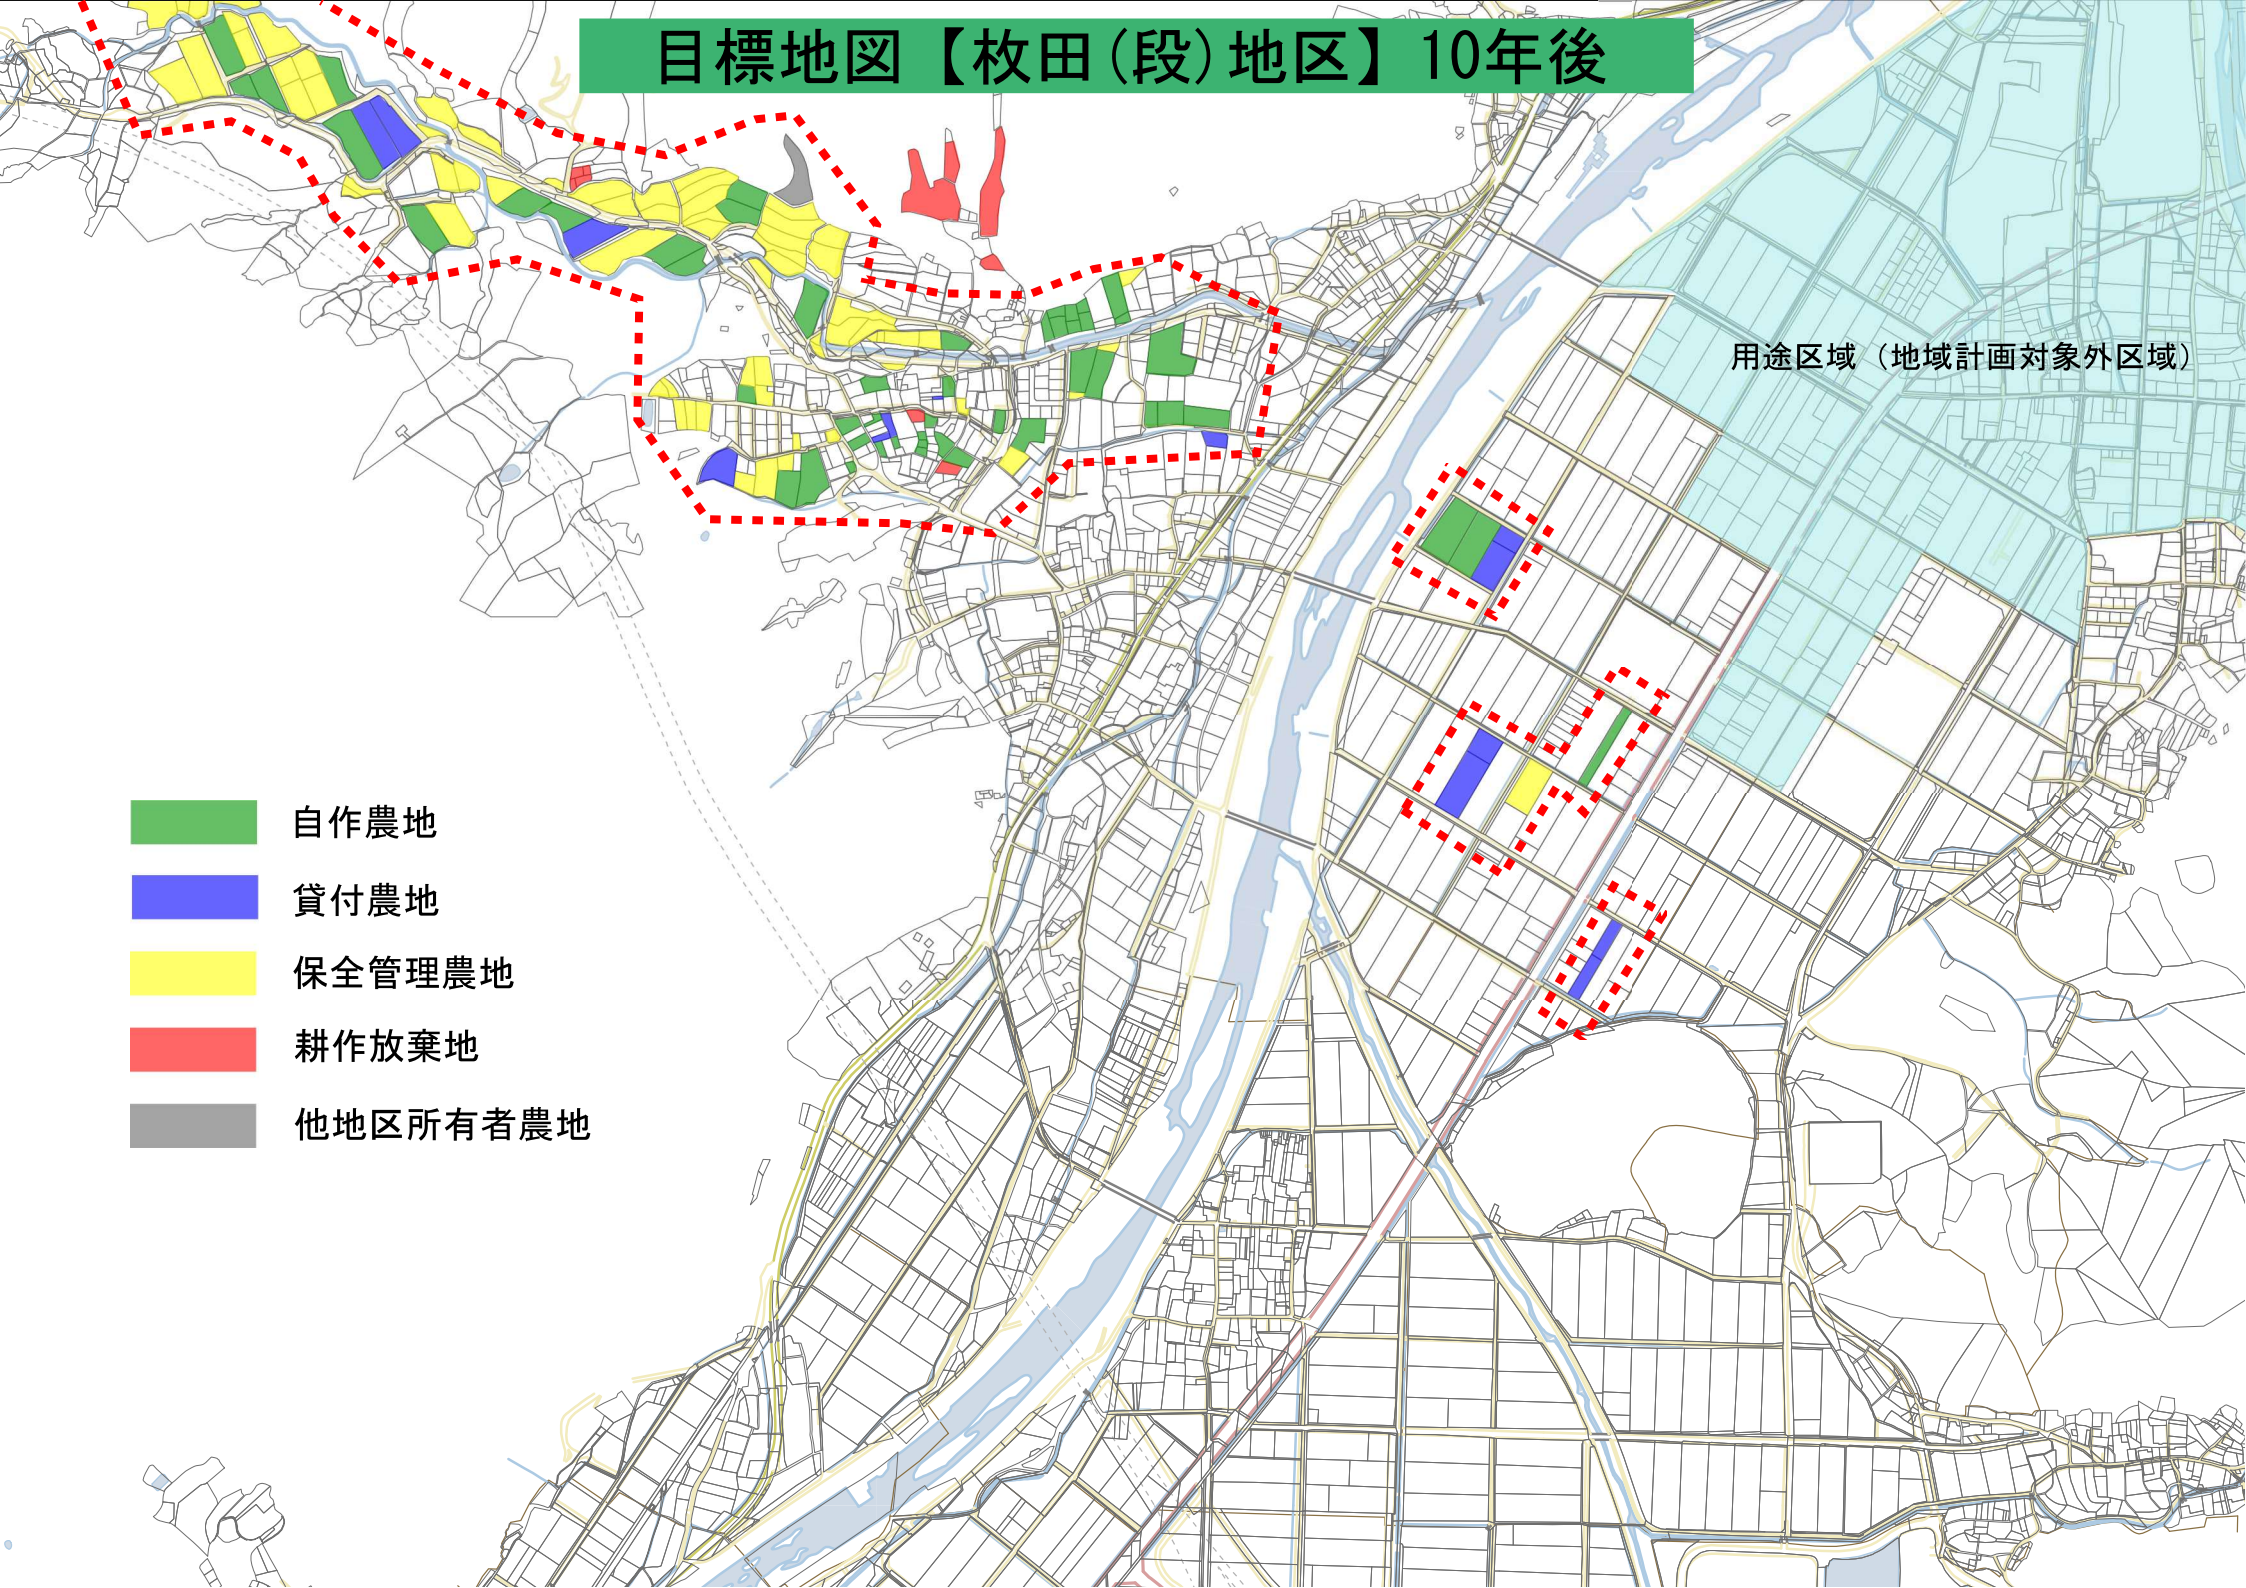 目標地図【枚田(段)地区】10年後
用途区域（地域計画対象外区域）
自作農地
貸付農地
保全管理農地
耕作放棄地
他地区所有者農地